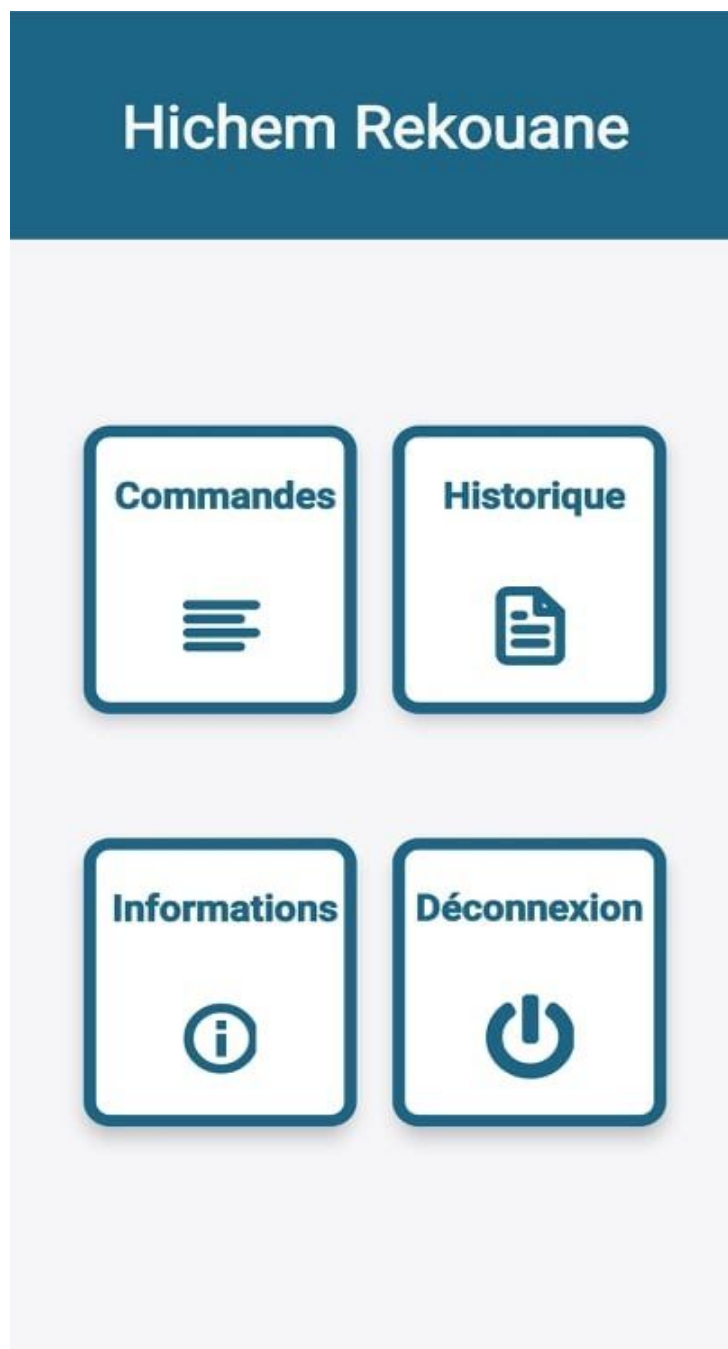 Hichem Rekouane
Commandes
Historique
Informations
Déconnexion